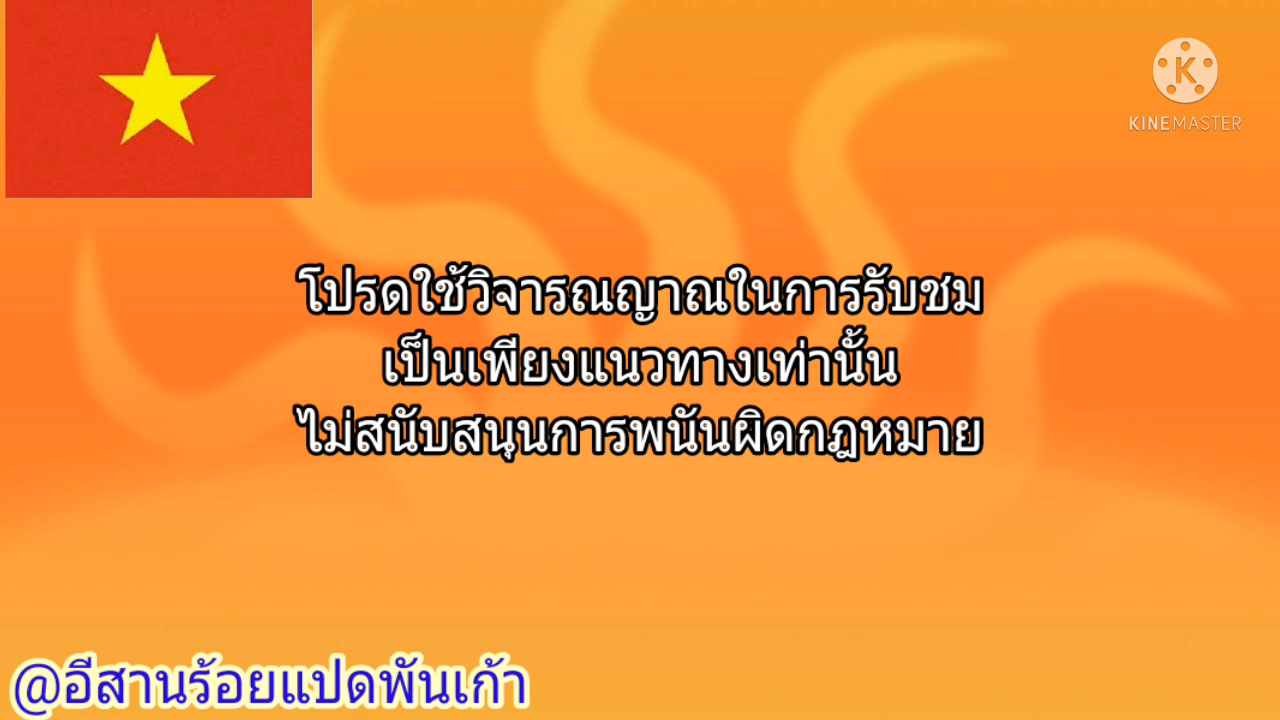 KINEMASTER
โปรดใช้วิจารณญาณในการรับชม
เป็นเพียงแนวทางเท่านั้น
ไม่สนับสนุนการพนันผิดกฎหมาย
@อีสานร้อยแปดพันเก้า